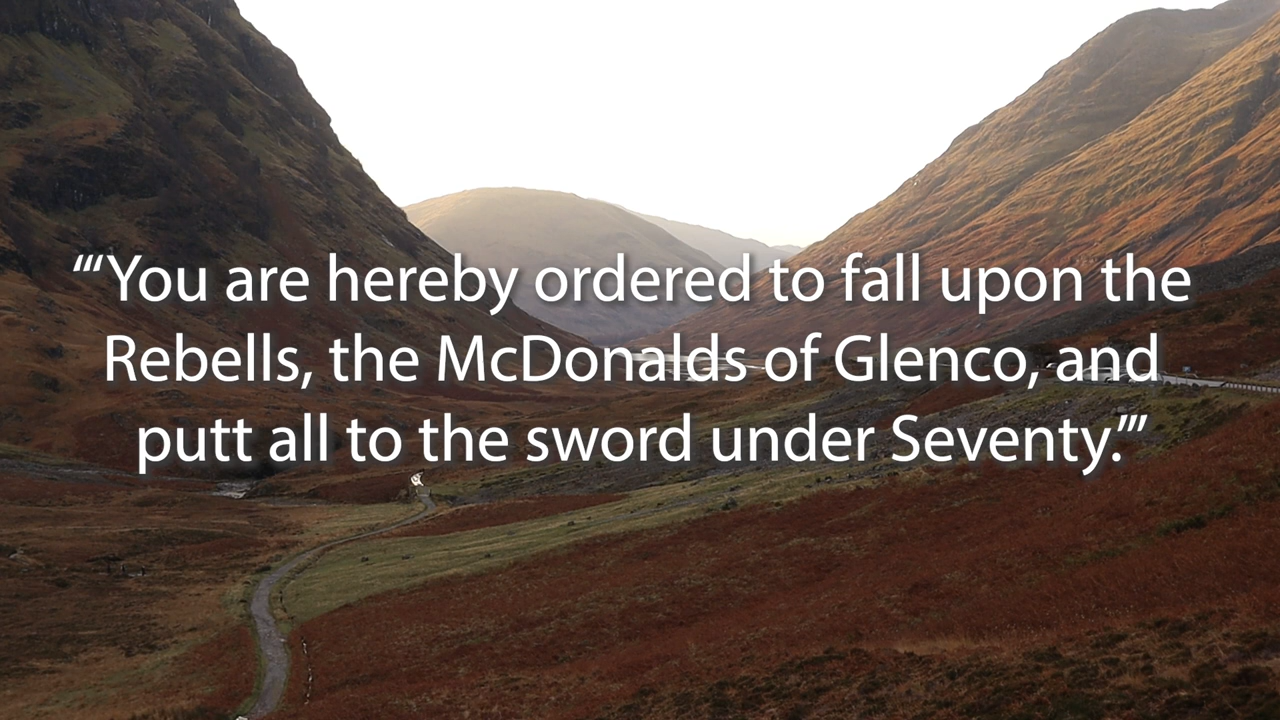 “‘You are hereby ordered to fall upon the
Rebells, the McDonalds of Glenco, and
putt all to the sword under Seventy.’”